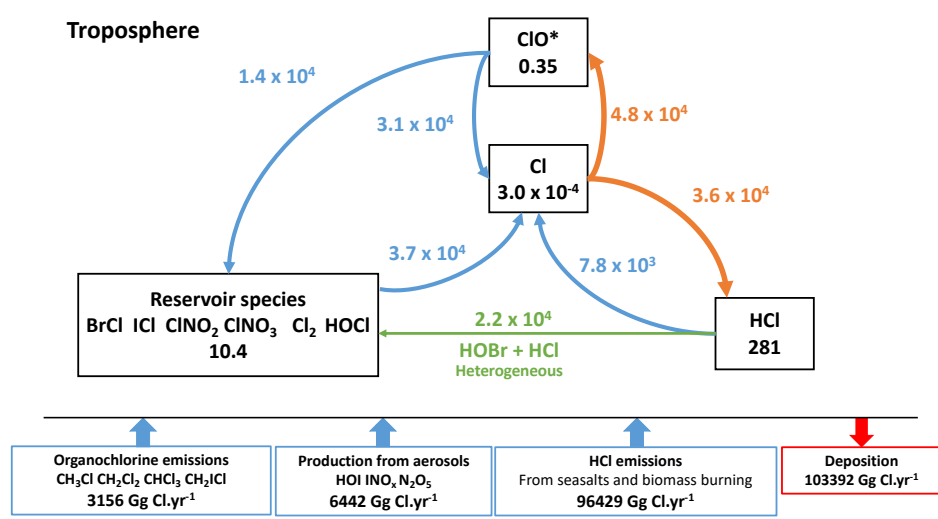 Troposphere
ClO*
0.35
1.4 x 10⁴
3.1 x 10⁴
4.8 x 10⁴
Cl
3.0 x 10⁻⁴
3.6 x 10⁴
3.7 x 10⁴
7.8 x 10³
Reservoir species
BrCl ICl ClNO₂ ClNO₃ Cl₂ HOCl
10.4
2.2 x 10⁴
HOBr + HCl
Heterogeneous
HCl
281
Organochlorine emissions
CH₃Cl CH₂Cl₂ CHCl₃ CH₂ICl
3156 Gg Cl.yr⁻¹
Production from aerosols
HOI INOₓ N₂O₅
6442 Gg Cl.yr⁻¹
HCl emissions
From seasalts and biomass burning
96429 Gg Cl.yr⁻¹
Deposition
103392 Gg Cl.yr⁻¹